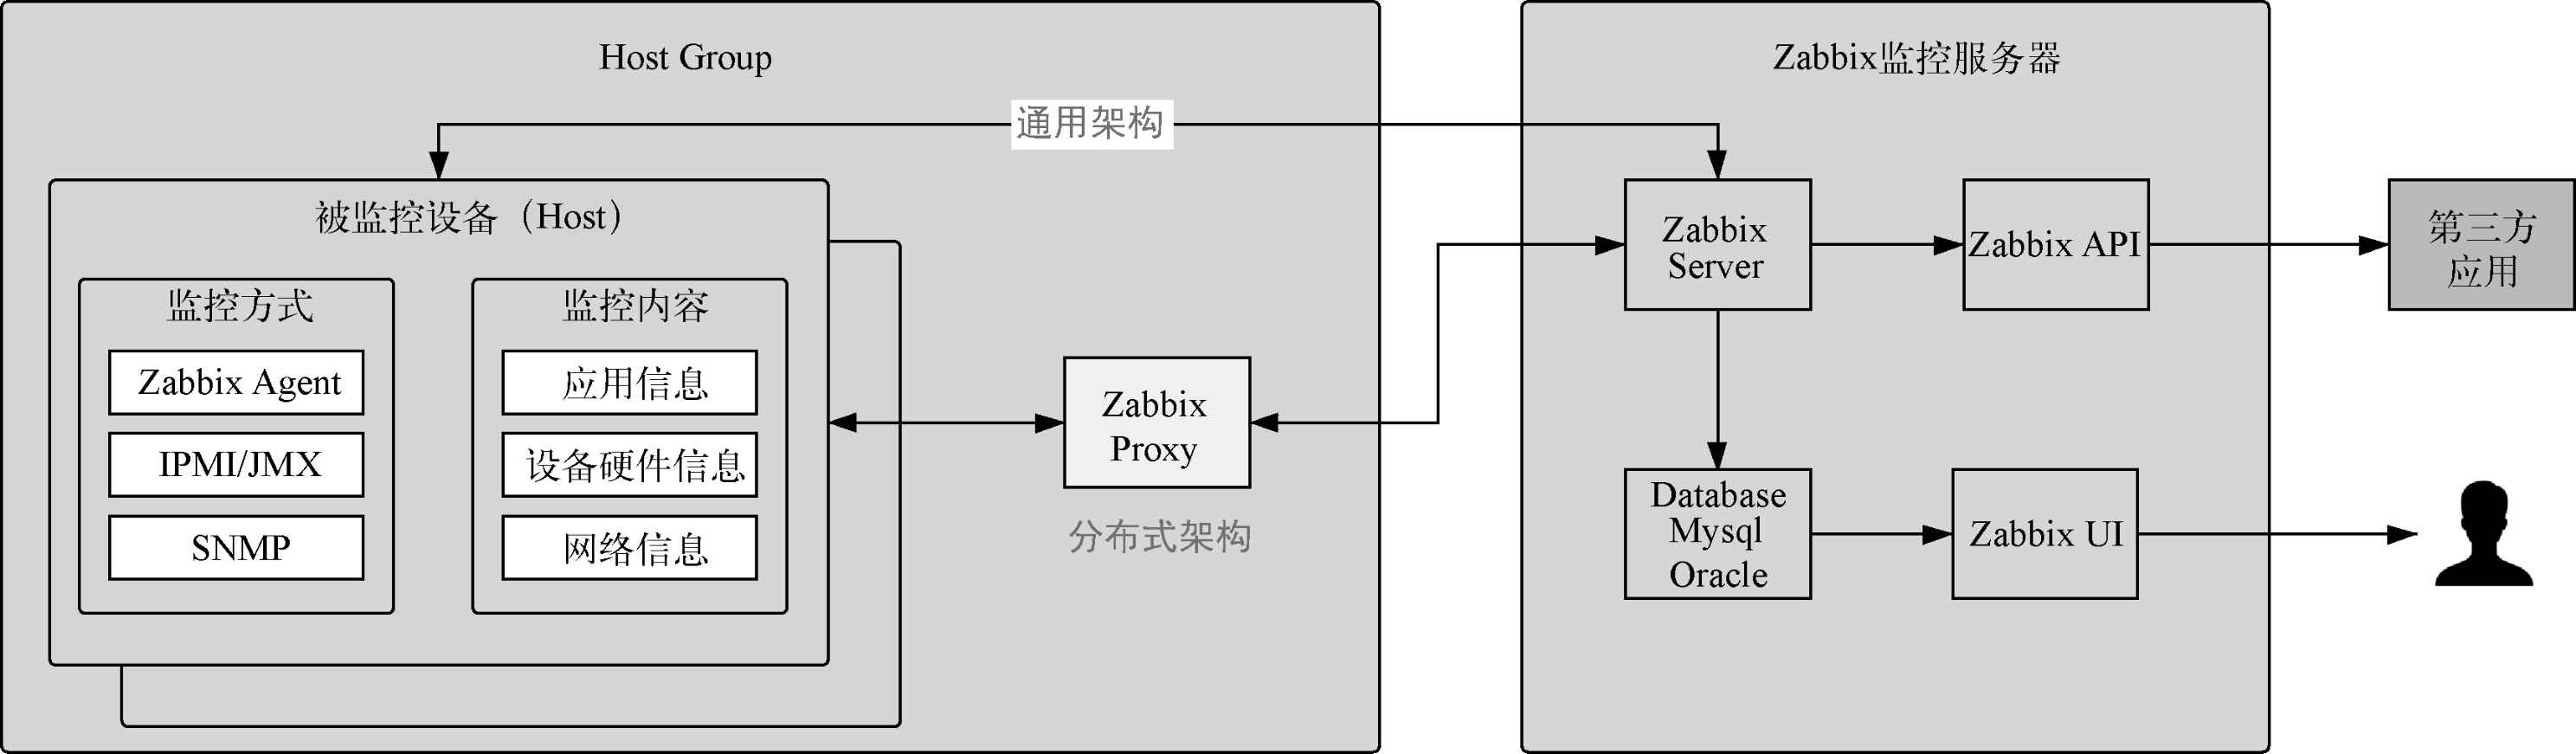 Host Group
通用架构
被监控设备（Host）
监控方式
Zabbix Agent
IPMI/JMX
SNMP
监控内容
应用信息
设备硬件信息
网络信息
Zabbix
Proxy
分布式架构
Zabbix监控服务器
Zabbix
Server
Zabbix API
第三方
应用
Database
Mysql
Oracle
Zabbix UI